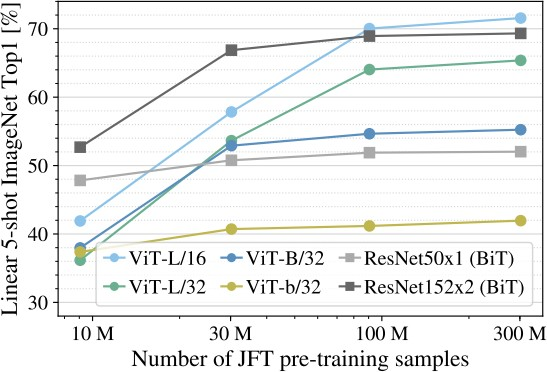 Linear 5-shot ImageNet Top1 [%]
70
60
50
40
30
ViT-L/16 ViT-B/32 ResNet50x1 (BiT)
ViT-L/32 ViT-b/32 ResNet152x2 (BiT)
10 M 30 M 100 M 300 M
Number of JFT pre-training samples